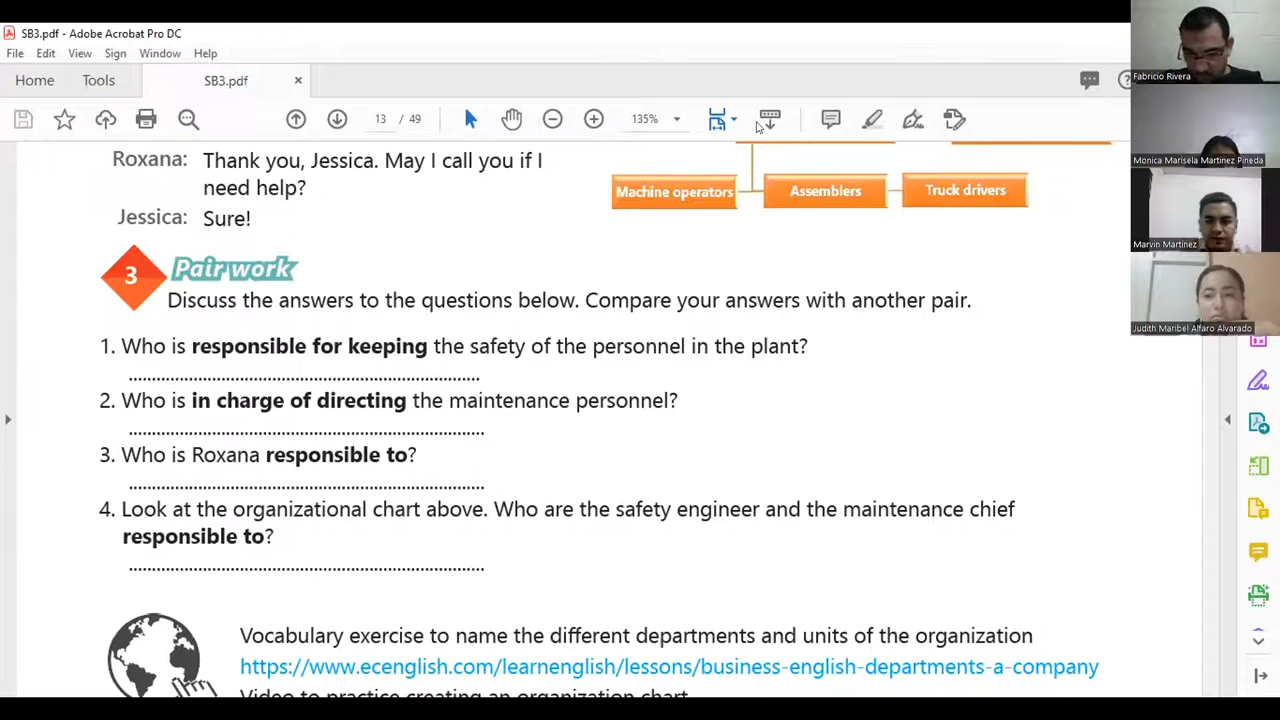 SB3.pdf - Adobe Acrobat Pro DC
File Edit View Sign Window Help
Home Tools SB3.pdf ×
13 / 49 135%
Fabricio Rivera
Monica Marisela Martinez Pineda
Marvin Martinez
Judith Maribel Alfaro Alvarado
Roxana: Thank you, Jessica. May I call you if I
need help?
Jessica: Sure!
Machine operators Assemblers Truck drivers
3 Pair work
Discuss the answers to the questions below. Compare your answers with another pair.
1. Who is responsible for keeping the safety of the personnel in the plant?
................................................................................
2. Who is in charge of directing the maintenance personnel?
.................................................................................
3. Who is Roxana responsible to?
.................................................................................
4. Look at the organizational chart above. Who are the safety engineer and the maintenance chief
responsible to?
.................................................................................
Vocabulary exercise to name the different departments and units of the organization
https://www.ecenglish.com/learnenglish/lessons/business-english-departments-a-company
Video to practice creating an organization chart